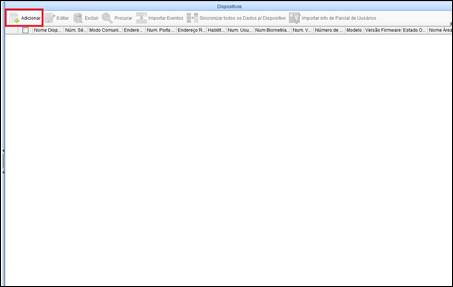 Dispositivos
Adicionar Editar Excluir Procurar Importar Eventos Sincronizar todos os Dados p/ Dispositivo Importar info de Parcial de Usuários
Nome Disp... Núm. Sé... Modo Comuni... Endere... Num. Porta... Endereço R... Habilit... Num. Usu... Num Biometria... Num. V... Número de ... Modelo Versão Firmware Estado O... Nome Área